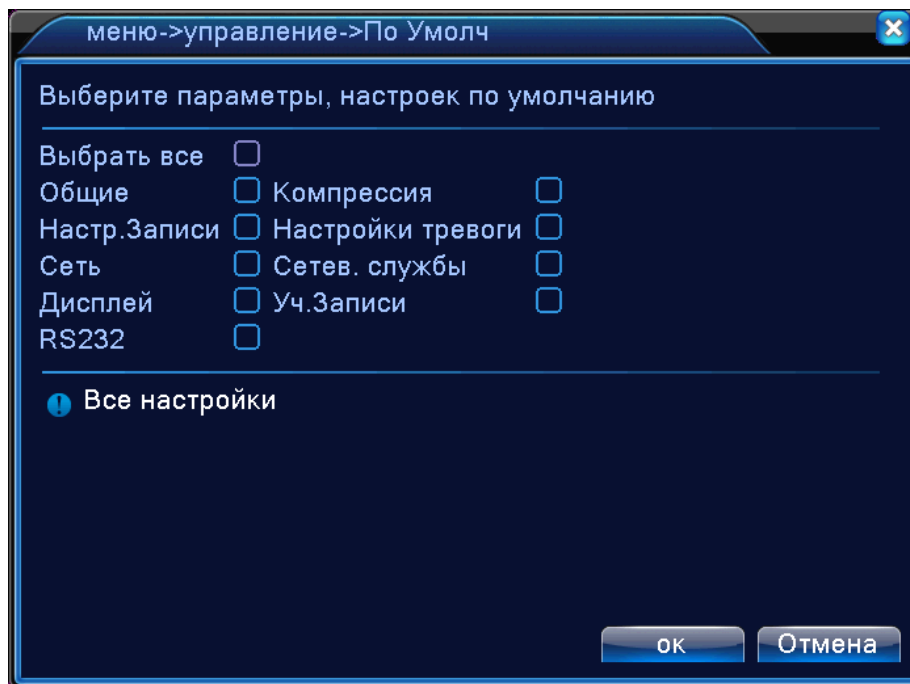 меню->управление->По Умолч
Выберите параметры, настроек по умолчанию
Выбрать все
Общие Компрессия
Настр.Записи Настройки тревоги
Сеть Сетев. службы
Дисплей Уч.Записи
RS232
Все настройки
ок Отмена